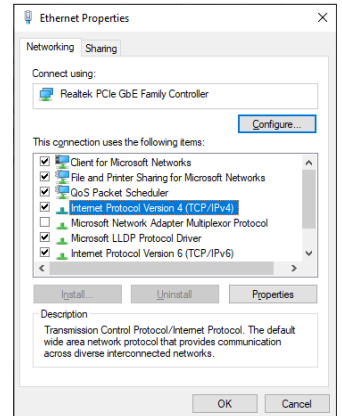 Ethernet Properties
Networking
Sharing
Connect using:
Realtek PCIe GbE Family Controller
Configure...
This connection uses the following items:
Client for Microsoft Networks
File and Printer Sharing for Microsoft Networks
QoS Packet Scheduler
Internet Protocol Version 4 (TCP/IPv4)
Microsoft Network Adapter Multiplexor Protocol
Microsoft LLDP Protocol Driver
Internet Protocol Version 6 (TCP/IPv6)
Install...
Uninstall
Properties
Description
Transmission Control Protocol/Internet Protocol. The default
wide area network protocol that provides communication
across diverse interconnected networks.
OK
Cancel